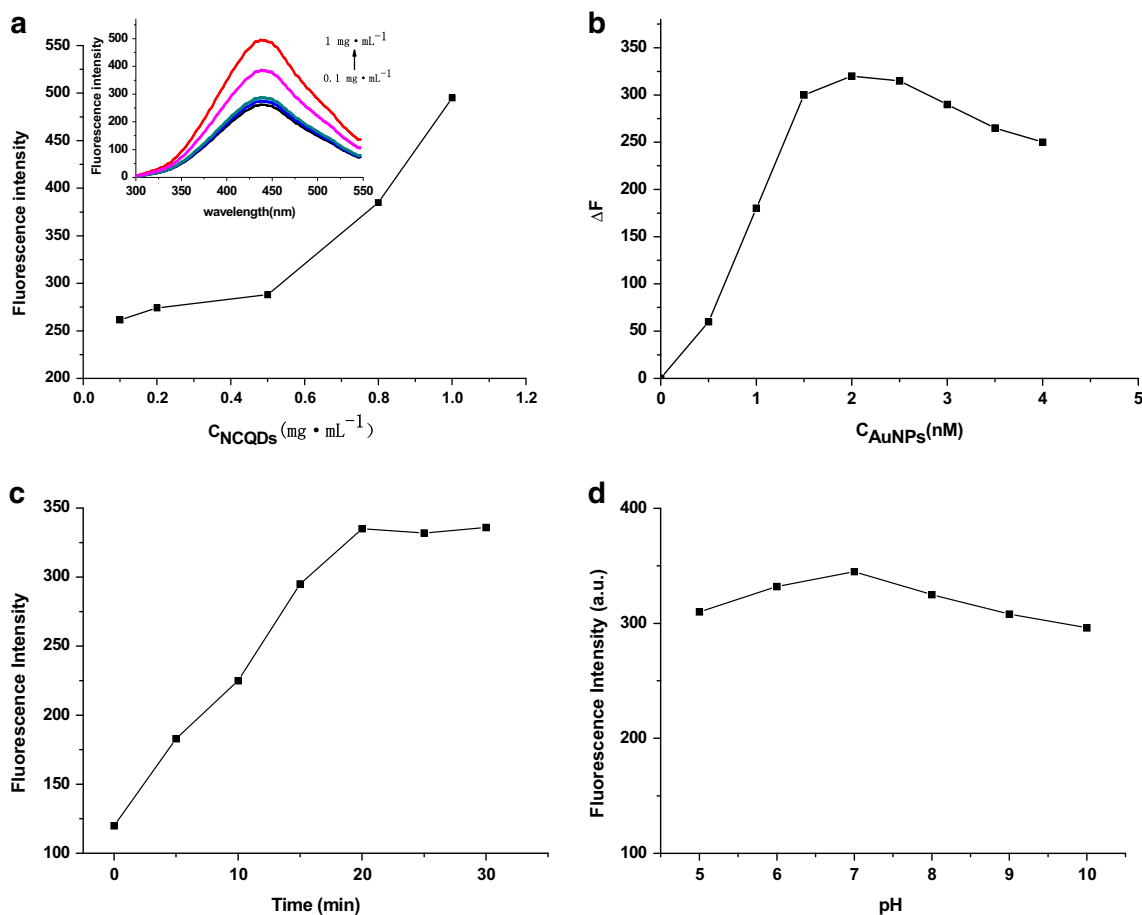 a
Fluorescence intensity
550
500
450
400
350
300
250
200
0.0 0.2 0.4 0.6 0.8 1.0 1.2
C_NCQDs (mg·mL⁻¹)
Fluorescence intensity
500
400
300
200
100
0
300 350 400 450 500 550
wavelength(nm)
1 mg·mL⁻¹
0.1 mg·mL⁻¹
b
ΔF
350
300
250
200
150
100
50
0
0 1 2 3 4 5
C_AuNPs(nM)
c
Fluorescence Intensity
350
300
250
200
150
100
0 10 20 30
Time (min)
d
Fluorescence Intensity (a.u.)
400
300
200
100
5 6 7 8 9 10
pH